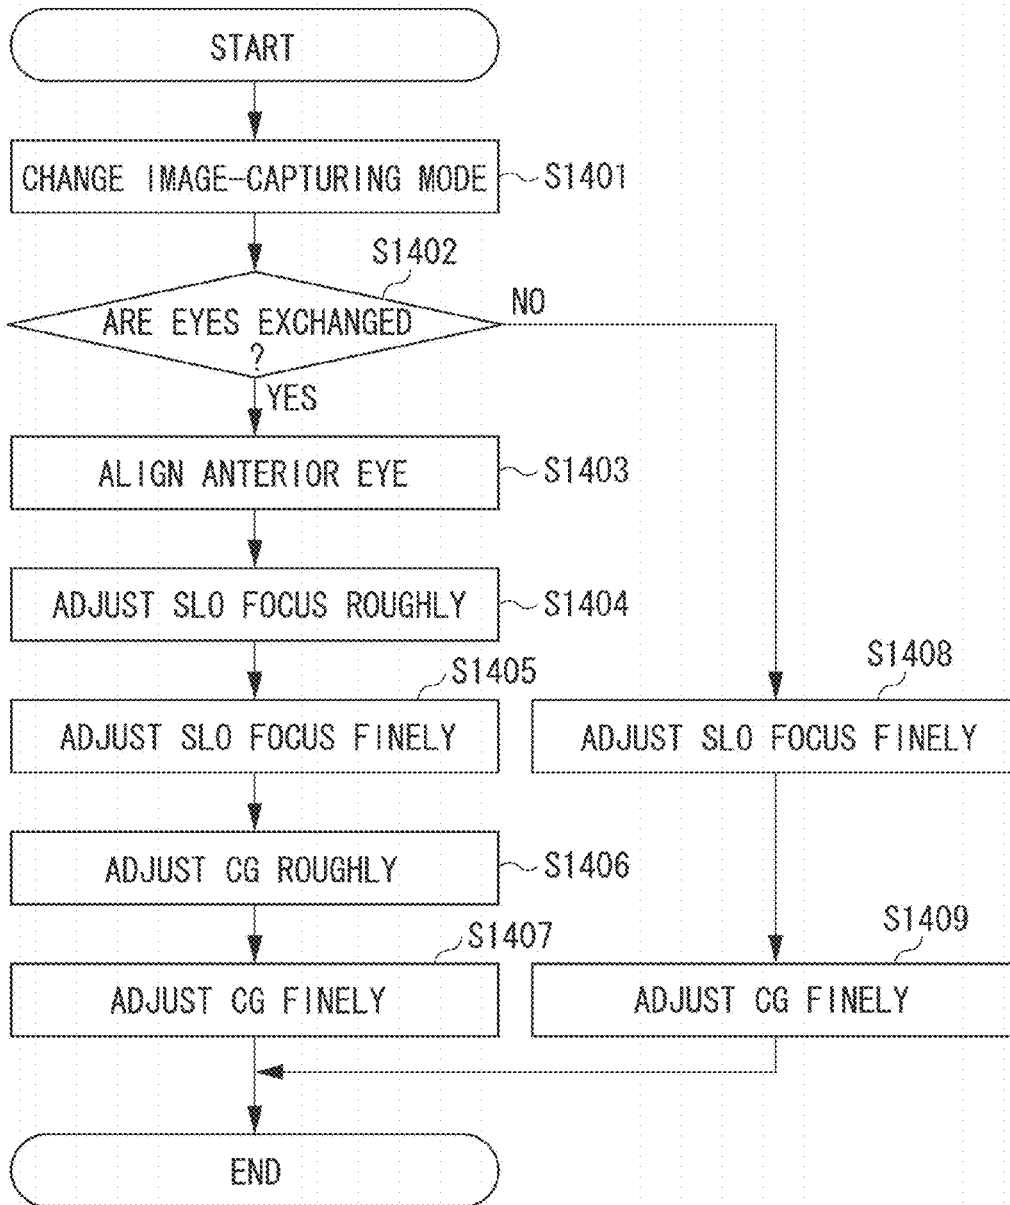 START
CHANGE IMAGE-CAPTURING MODE
S1401
S1402
ARE EYES EXCHANGED
?
NO
YES
ALIGN ANTERIOR EYE
S1403
ADJUST SLO FOCUS ROUGHLY
S1404
S1405
ADJUST SLO FOCUS FINELY
S1408
ADJUST SLO FOCUS FINELY
ADJUST CG ROUGHLY
S1406
S1407
ADJUST CG FINELY
S1409
ADJUST CG FINELY
END